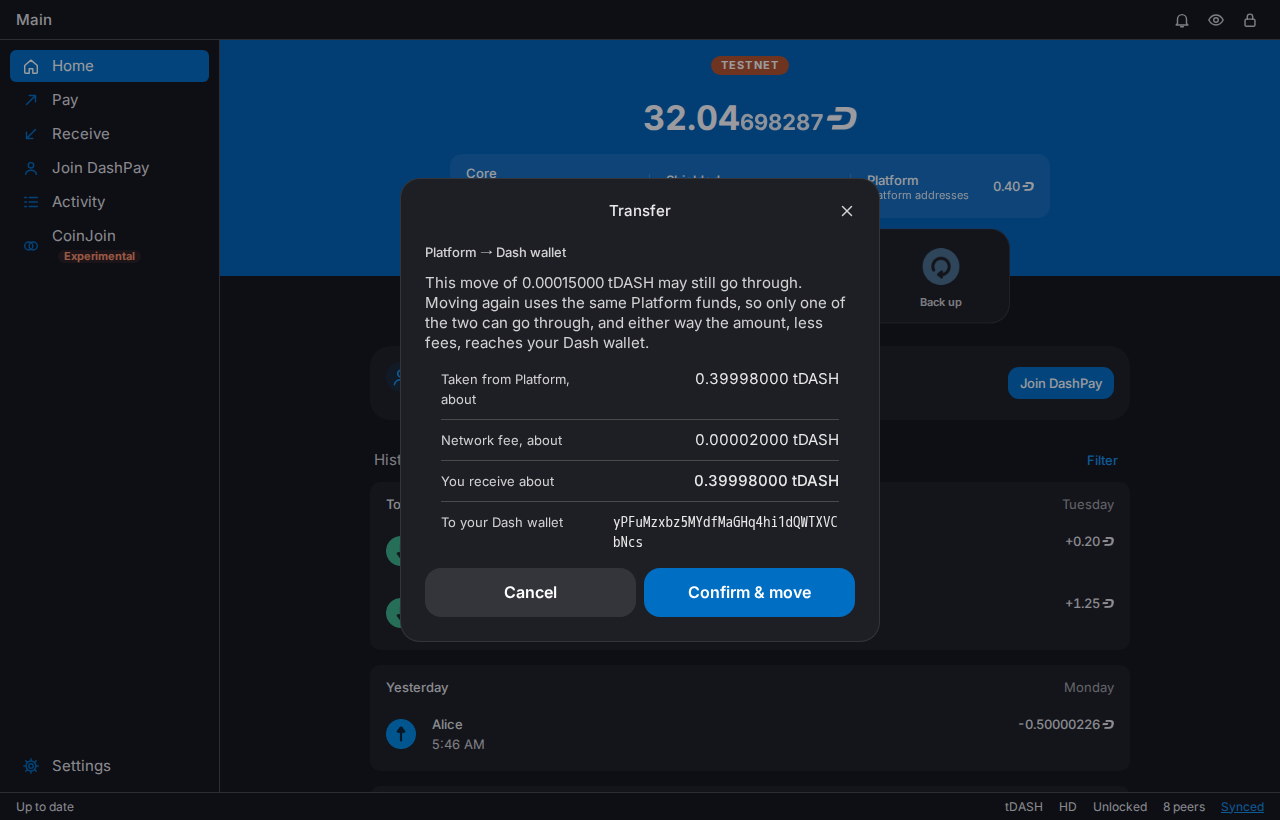 Main
Home
Pay
Receive
Join DashPay
Activity
CoinJoin
Experimental
Settings
TESTNET
32.04698287
Core
Platform
addresses
0.40
Back up
Join DashPay
Filter
Tuesday
+0.20
+1.25
Yesterday
Monday
Alice
-0.50000226
5:46 AM
Transfer
Platform → Dash wallet
This move of 0.00015000 tDASH may still go through.
Moving again uses the same Platform funds, so only one of
the two can go through, and either way the amount, less
fees, reaches your Dash wallet.
Taken from Platform, 0.39998000 tDASH
about
Network fee, about 0.00002000 tDASH
You receive about 0.39998000 tDASH
To your Dash wallet yPFuMzxbz5MYdfMaGHq4hi1dQWTXVC
bNcs
Cancel
Confirm & move
Up to date
tDASH HD Unlocked 8 peers Synced